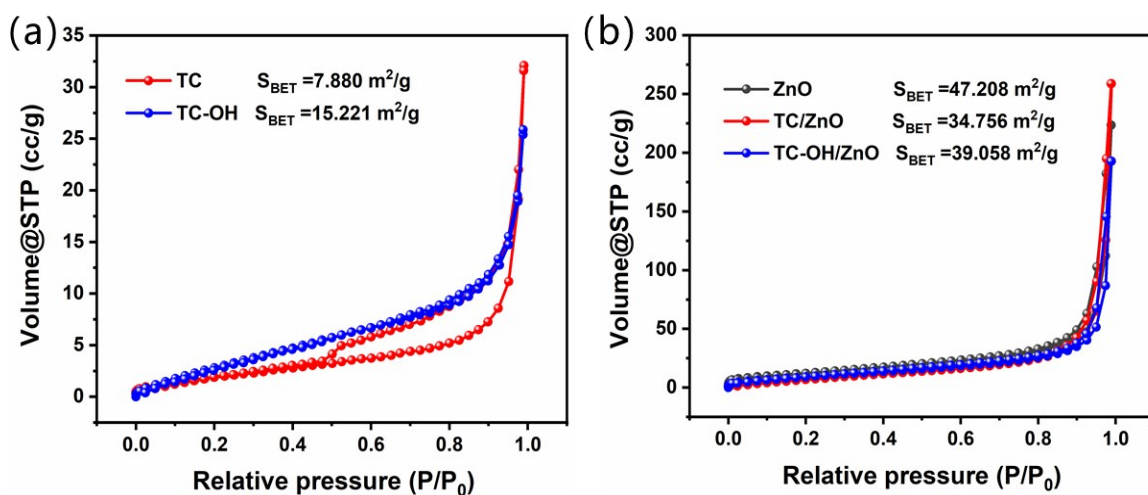 (a)
35
30
25
20
15
10
5
0
Volume@STP (cc/g)
TC S_BET =7.880 m²/g
TC-OH S_BET =15.221 m²/g
0.0 0.2 0.4 0.6 0.8 1.0
Relative pressure (P/P₀)
(b)
300
250
200
150
100
50
0
Volume@STP (cc/g)
ZnO S_BET =47.208 m²/g
TC/ZnO S_BET =34.756 m²/g
TC-OH/ZnO S_BET =39.058 m²/g
0.0 0.2 0.4 0.6 0.8 1.0
Relative pressure (P/P₀)